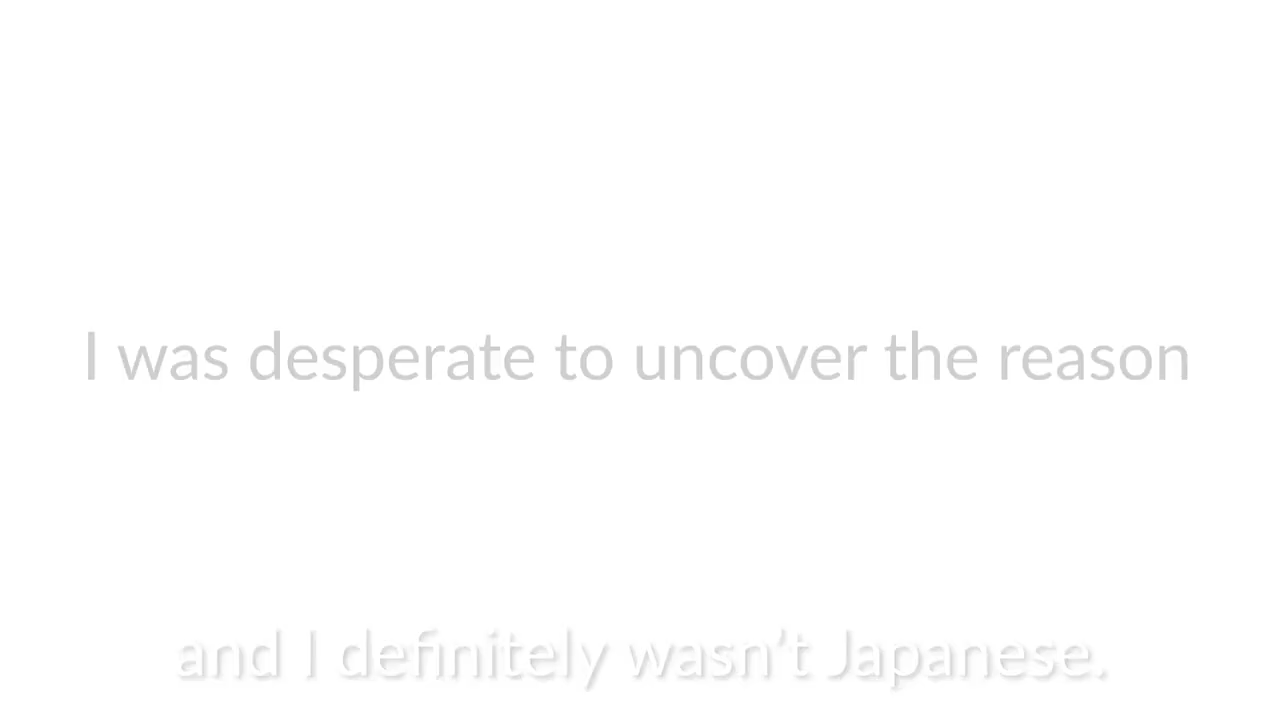 I was desperate to uncover the reason
and I definitely wasn't Japanese.